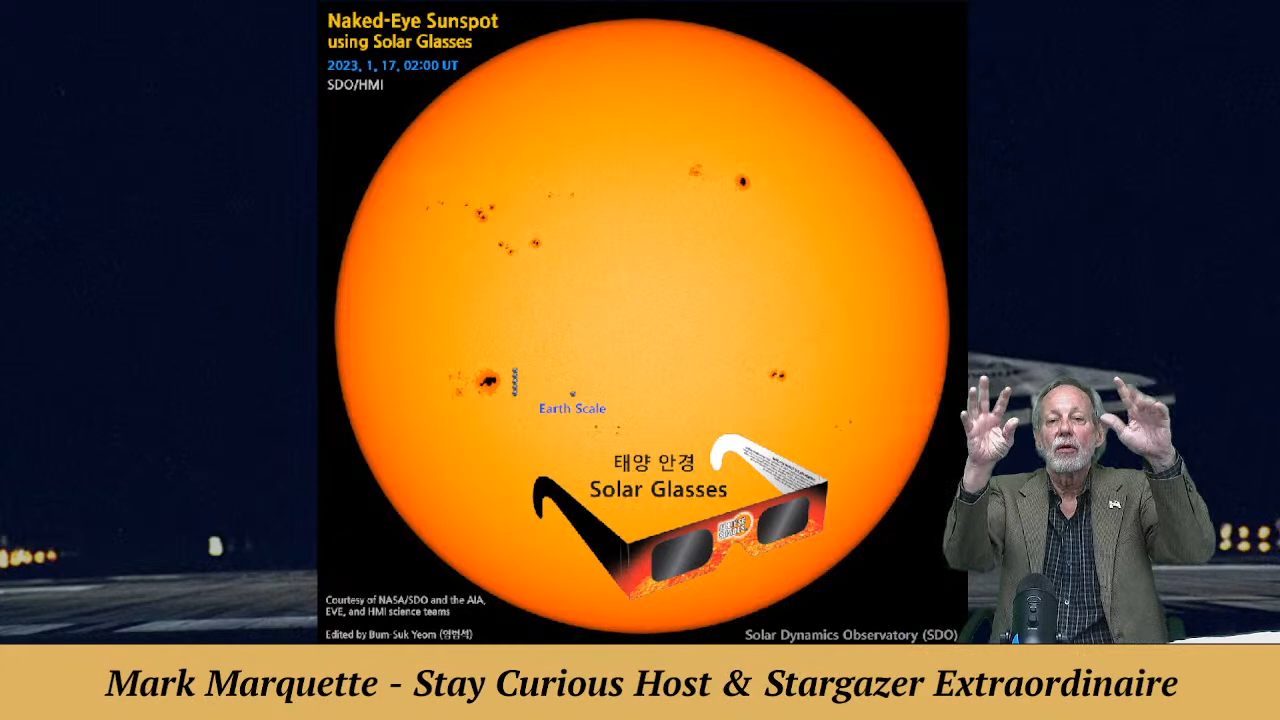 Naked-Eye Sunspot
using Solar Glasses
2023. 1. 17. 02:00 UT
SDO/HMI
Earth Scale
태양 안경
Solar Glasses
Courtesy of NASA/SDO and the AIA,
EVE, and HMI science teams
Edited by Bum-Suk Yeom (염범석)
Solar Dynamics Observatory (SDO)
Mark Marquette - Stay Curious Host & Stargazer Extraordinaire